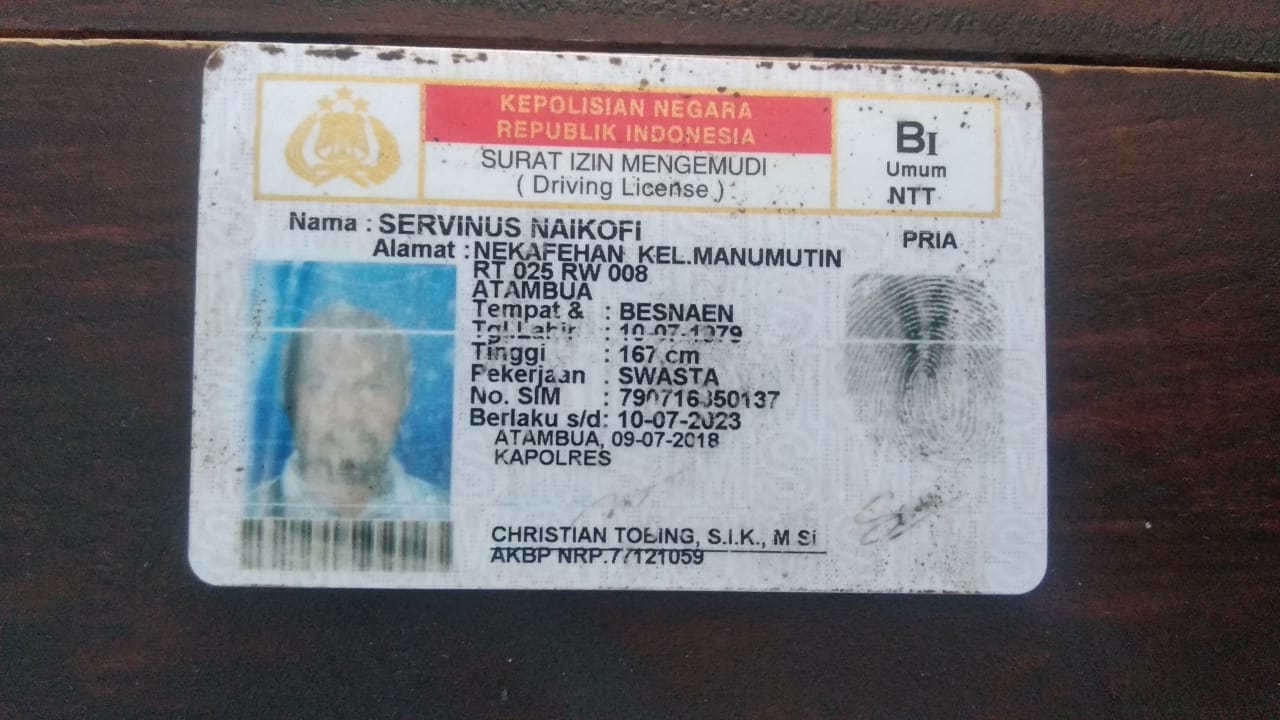 KEPOLISIAN NEGARA
REPUBLIK INDONESIA
SURAT IZIN MENGEMUDI
( Driving License )
BI
Umum
NTT
Nama : SERVINUS NAIKOFI
PRIA
Alamat : NEKAFEHAN KEL.MANUMUTIN
RT 025 RW 008
ATAMBUA
Tempat & : BESNAEN
Tgl.Lahir : 10-07-1979
Tinggi : 167 cm
Pekerjaan : SWASTA
No. SIM :
Berlaku s/d: 10-07-2023
ATAMBUA, 09-07-2018
KAPOLRES
CHRISTIAN TOBING, S.I.K., M Si
AKBP NRP.77121059